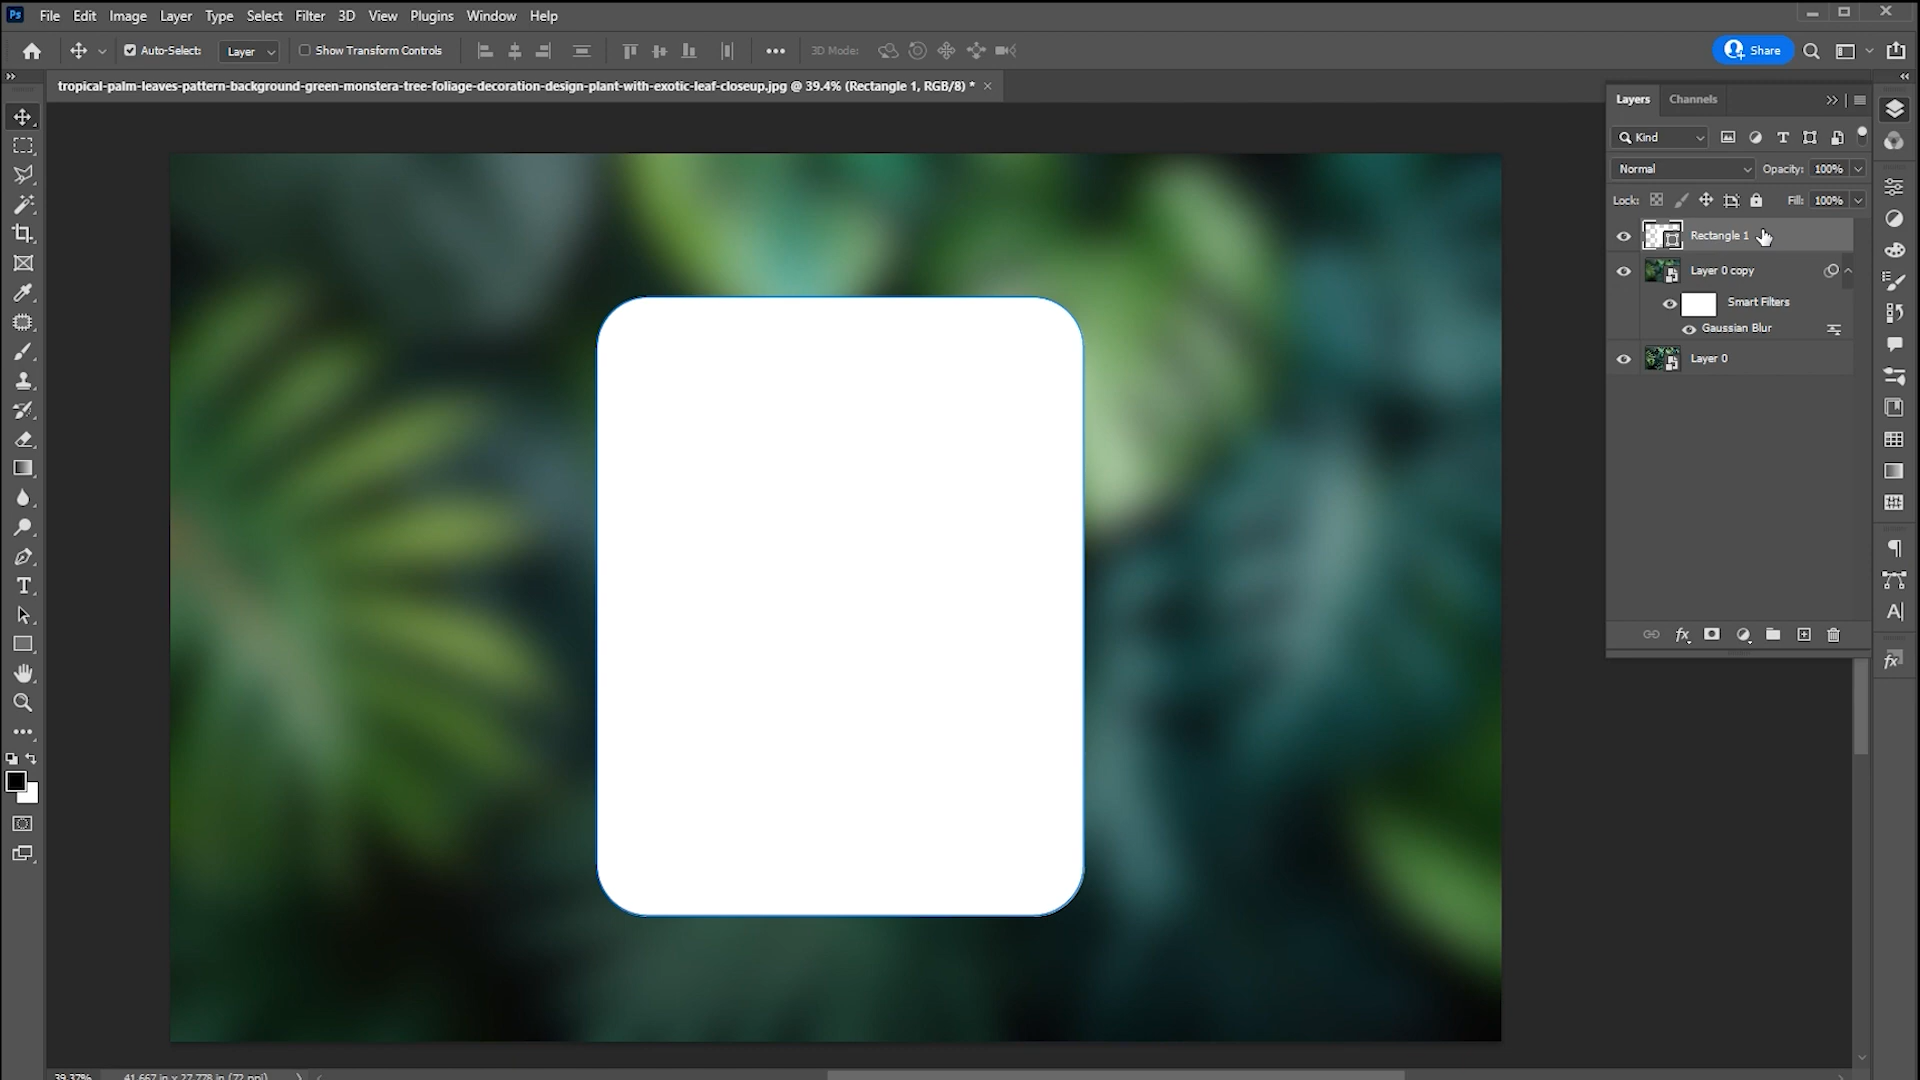 Ps File Edit Image Layer Type Select Filter 3D View Plugins Window Help
Auto-Select: Layer Show Transform Controls 3D Mode: Share
tropical-palm-leaves-pattern-background-green-monstera-tree-foliage-decoration-design-plant-with-exotic-leaf-closeup.jpg @ 39.4% (Rectangle 1, RGB/8) *
Layers Channels
Kind
Normal Opacity: 100%
Lock: Fill: 100%
Rectangle 1
Layer 0 copy
Smart Filters
Gaussian Blur
Layer 0
39.37% 41.667 in x 27.778 in (72 ppi)